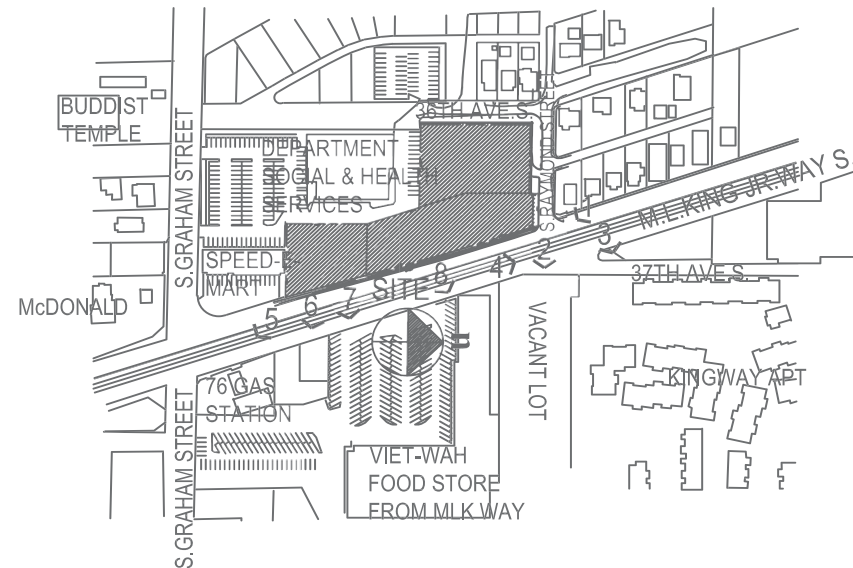 BUDDIST
TEMPLE
S.GRAHAM STREET
36TH AVE.S.
DEPARTMENT
SOCIAL & HEALTH
SERVICES
S.RAYMOND STREET
M.L.KING JR.WAY S.
SPEED-E-
MART
McDONALD
1
2
3
4
5
6
7
8
SITE
n
37TH AVE.S.
VACANT LOT
KINGWAY APT
76 GAS
STATION
S.GRAHAM STREET
VIET-WAH
FOOD STORE
FROM MLK WAY